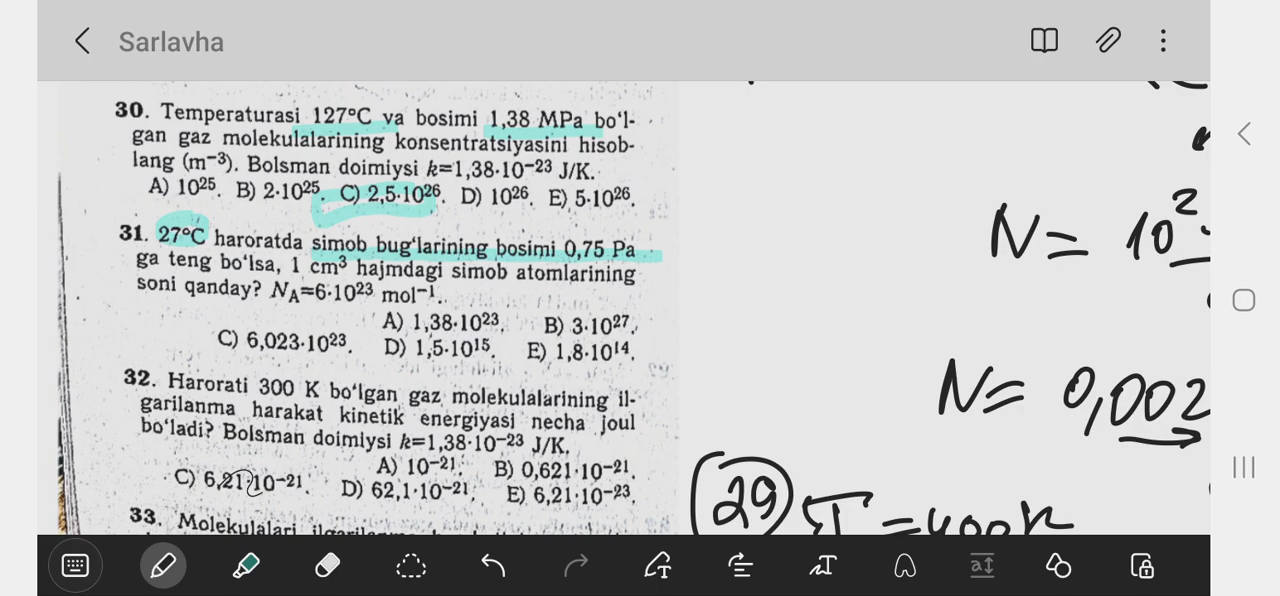 Sarlavha
30. Temperaturasi 127°C va bosimi 1,38 MPa bo‘l-
gan gaz molekulalarining konsentratsiyasini hisob-
lang (m⁻³). Bolsman doimiysi k=1,38·10⁻²³ J/K.
A) 10²⁵. B) 2·10²⁵. C) 2,5·10²⁶. D) 10²⁶. E) 5·10²⁶.
31. 27°C haroratda simob bug‘larining bosimi 0,75 Pa
ga teng bo‘lsa, 1 cm³ hajmdagi simob atomlarining
soni qanday? N_A=6·10²³ mol⁻¹.
A) 1,38·10²³. B) 3·10²⁷.
C) 6,023·10²³. D) 1,5·10¹⁵. E) 1,8·10¹⁴.
32. Harorati 300 K bo‘lgan gaz molekulalarining il-
garilanma harakat kinetik energiyasi necha joul
bo‘ladi? Bolsman doimiysi k=1,38·10⁻²³ J/K.
A) 10⁻²¹. B) 0,621·10⁻²¹.
C) 6,21·10⁻²¹. D) 62,1·10⁻²¹. E) 6,21·10⁻²³.
33. Molekulalari
N= 10²
N= 0,002
29 T=400K